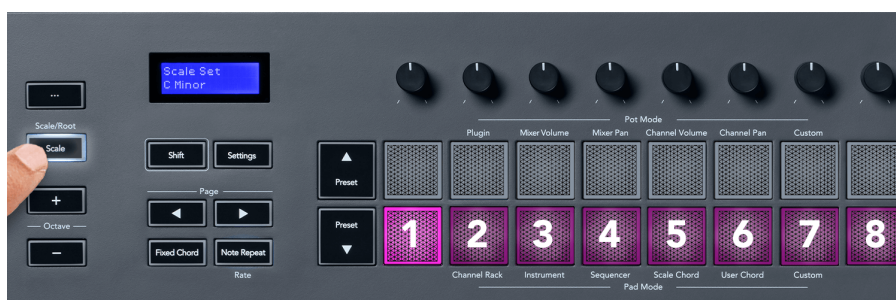 Scale Set
C Minor
...
Scale/Root
Scale
Shift
Settings
+
Octave
−
Page
Fixed Chord
Note Repeat
Rate
Preset
Preset
Pot Mode
Plugin
Mixer Volume
Mixer Pan
Channel Volume
Channel Pan
Custom
1 2 3 4 5 6 7 8
Channel Rack
Instrument
Sequencer
Scale Chord
User Chord
Custom
Pad Mode